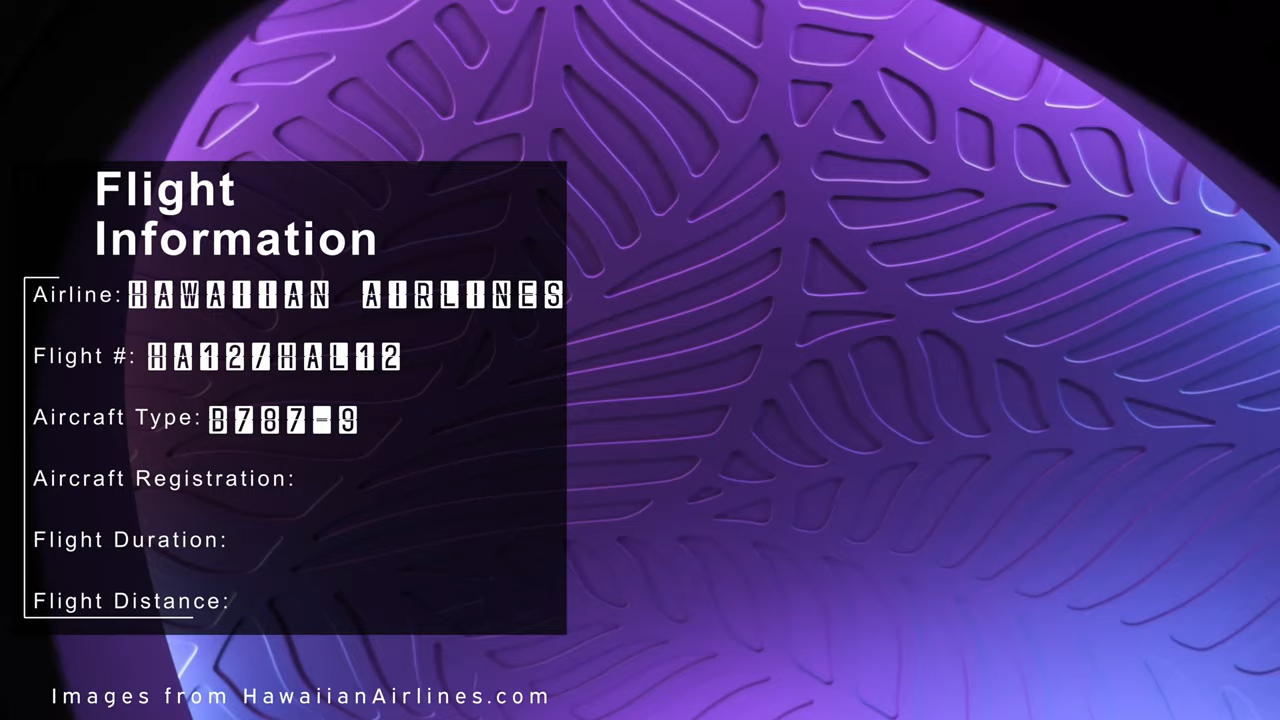 Flight
Information
Airline: HAWAIIAN AIRLINES
Flight #: HA12/HAL12
Aircraft Type: B787-9
Aircraft Registration:
Flight Duration:
Flight Distance:
Images from HawaiianAirlines.com